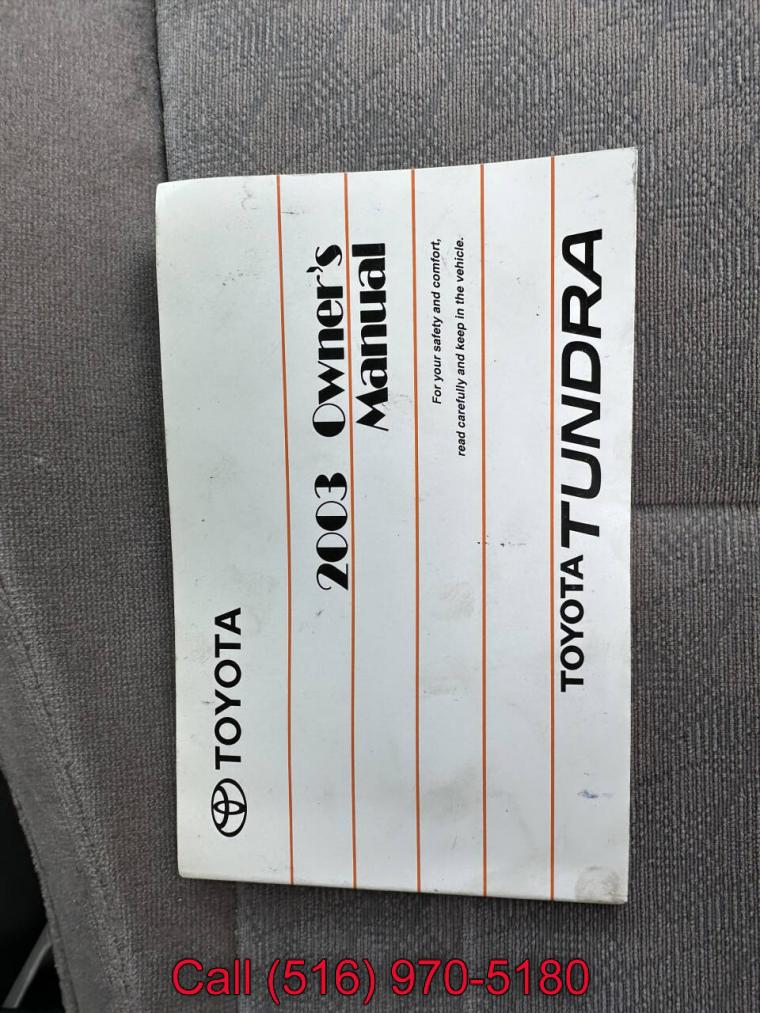 TOYOTA
2003 Owner's
Manual
For your safety and comfort,
read carefully and keep in the vehicle.
TOYOTA TUNDRA
Call (516) 970-5180